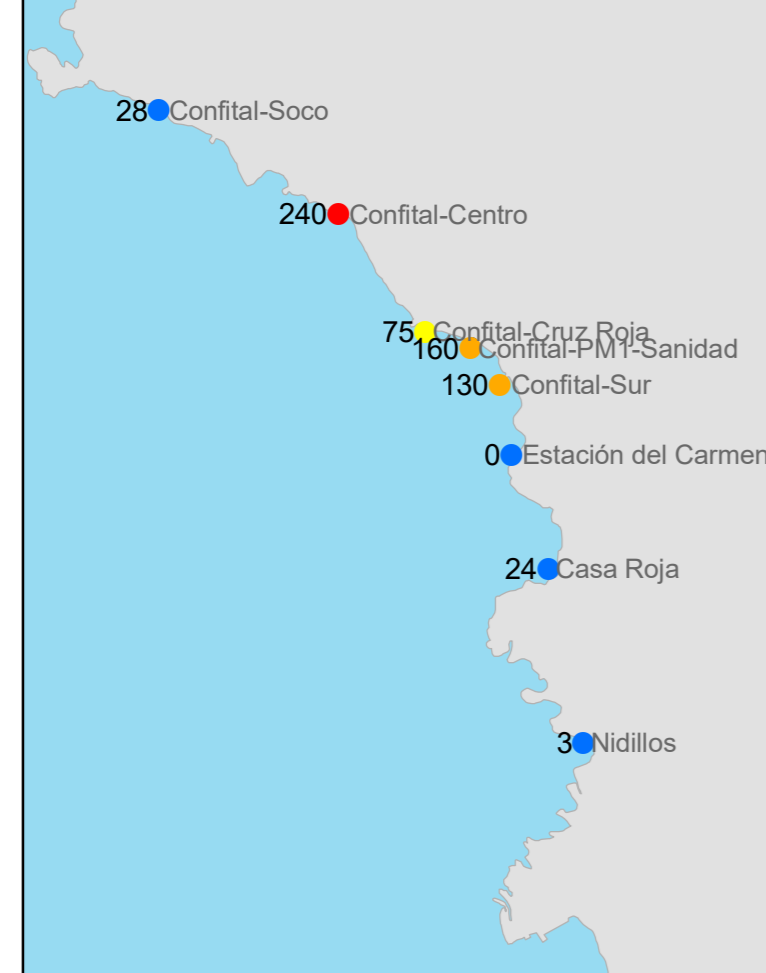 28 Confital-Soco
240 Confital-Centro
75 Confital-Cruz Roja
160 Confital-PM1-Sanidad
130 Confital-Sur
0 Estación del Carmen
24 Casa Roja
3 Nidillos